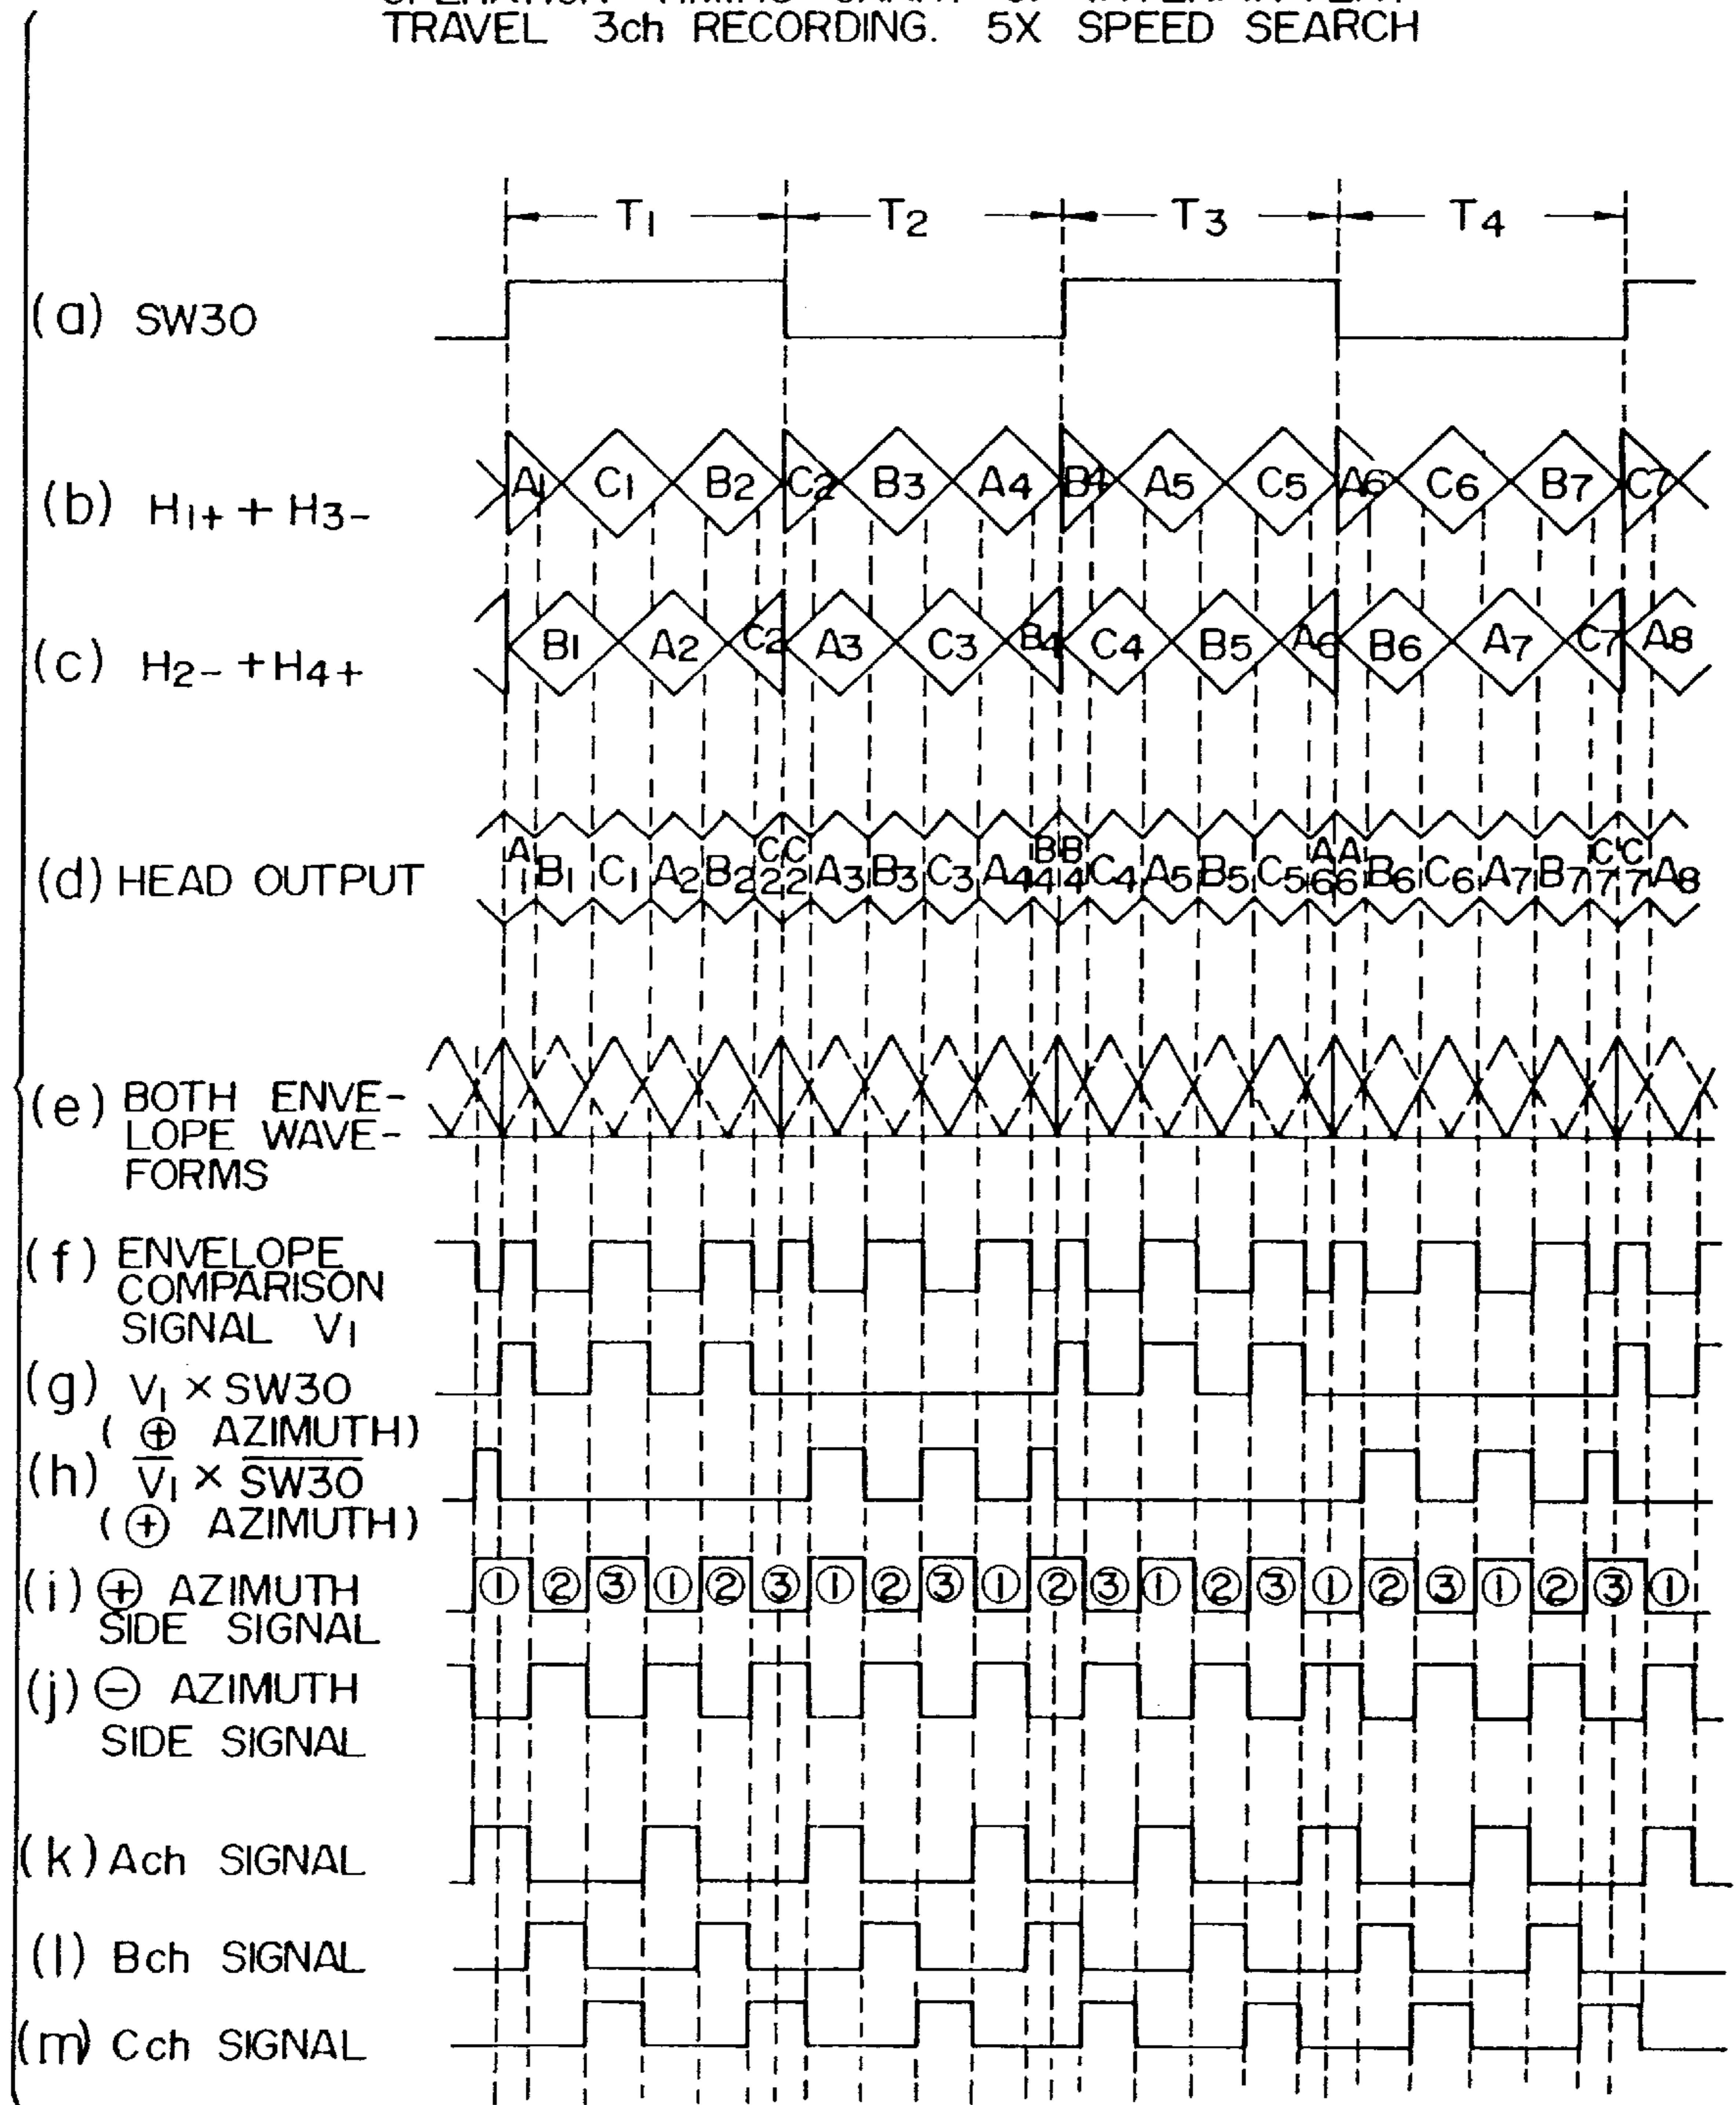 TRAVEL 3ch RECORDING. 5X SPEED SEARCH
T1 T2 T3 T4
(a) SW30
(b) H1+ + H3-
A1 C1 B2 C2 B3 A4 B4 A5 C5 A6 C6 B7 C7
(c) H2- + H4+
B1 A2 C2 A3 C3 B4 C4 B5 A6 B6 A7 C7 A8
(d) HEAD OUTPUT
A1 B1 C1 A2 B2 C2 C2 A3 B3 C3 A4 B4 B4 C4 A5 B5 C5 A6 A6 B6 C6 A7 B7 C7 C7 A8
(e) BOTH ENVE-
LOPE WAVE-
FORMS
(f) ENVELOPE
COMPARISON
SIGNAL V1
(g) V1 × SW30
(⊕ AZIMUTH)
(h) V̅1 × S̅W̅3̅0̅
(⊕ AZIMUTH)
(i) ⊕ AZIMUTH
SIDE SIGNAL
① ② ③ ① ② ③ ① ② ③ ① ② ③ ① ② ③ ① ② ③ ① ② ③ ①
(j) ⊖ AZIMUTH
SIDE SIGNAL
(k) Ach SIGNAL
(l) Bch SIGNAL
(m) Cch SIGNAL